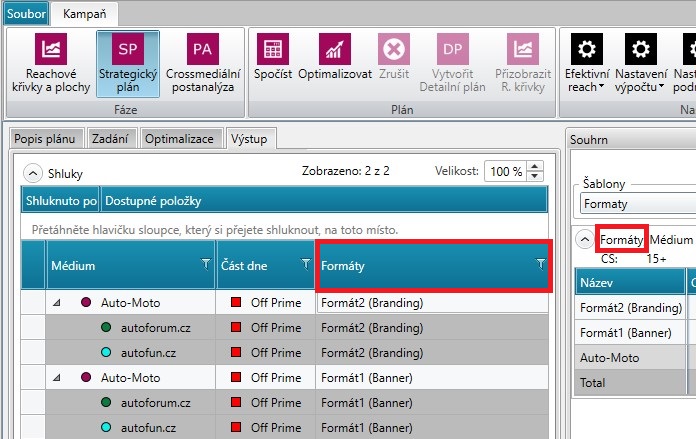 Soubor Kampaň
SP PA DP
Reachové křivky a plochy
Strategický plán
Crossmediální postanalýza
Spočíst
Optimalizovat
Zrušit
Vytvořit Detailní plán
Přizobrazit R. křivky
Efektivní reach
Nastavení výpočtu
Fáze Plán
Popis plánu Zadání Optimalizace Výstup Souhrn
Shluky Zobrazeno: 2 z 2 Velikost: 100 %
Shluknuto po Dostupné položky
Přetáhněte hlavičku sloupce, který si přejete shluknout, na toto místo.
Médium Část dne Formáty
Auto-Moto Off Prime Formát2 (Branding)
autoforum.cz Off Prime Formát2 (Branding)
autofun.cz Off Prime Formát2 (Branding)
Auto-Moto Off Prime Formát1 (Banner)
autoforum.cz Off Prime Formát1 (Banner)
autofun.cz Off Prime Formát1 (Banner)
Šablony
Formaty
Formáty Médium
CS: 15+
Název
Formát2 (Branding)
Formát1 (Banner)
Auto-Moto
Total